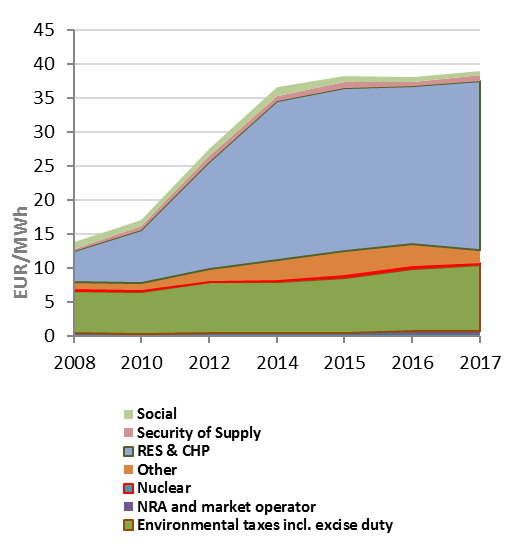 45
40
35
30
25
20
15
10
5
0
EUR/MWh
2008 2010 2012 2014 2015 2016 2017
Social
Security of Supply
RES & CHP
Other
Nuclear
NRA and market operator
Environmental taxes incl. excise duty